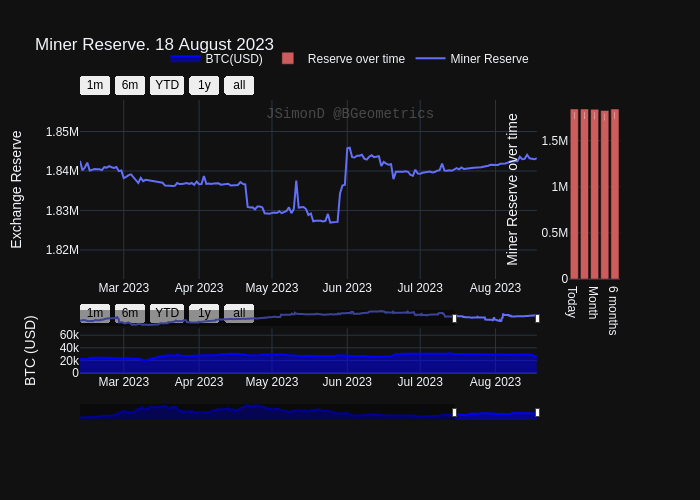 Miner Reserve. 18 August 2023
BTC(USD)
Reserve over time
Miner Reserve
1m
6m
YTD
1y
all
JSimonD @BGeometrics
Exchange Reserve
1.85M
1.84M
1.83M
1.82M
Mar 2023
Apr 2023
May 2023
Jun 2023
Jul 2023
Aug 2023
Miner Reserve over time
1.5M
1M
0.5M
0
Today
Month
6 months
1m
6m
YTD
1y
all
BTC (USD)
60k
40k
20k
0
Mar 2023
Apr 2023
May 2023
Jun 2023
Jul 2023
Aug 2023